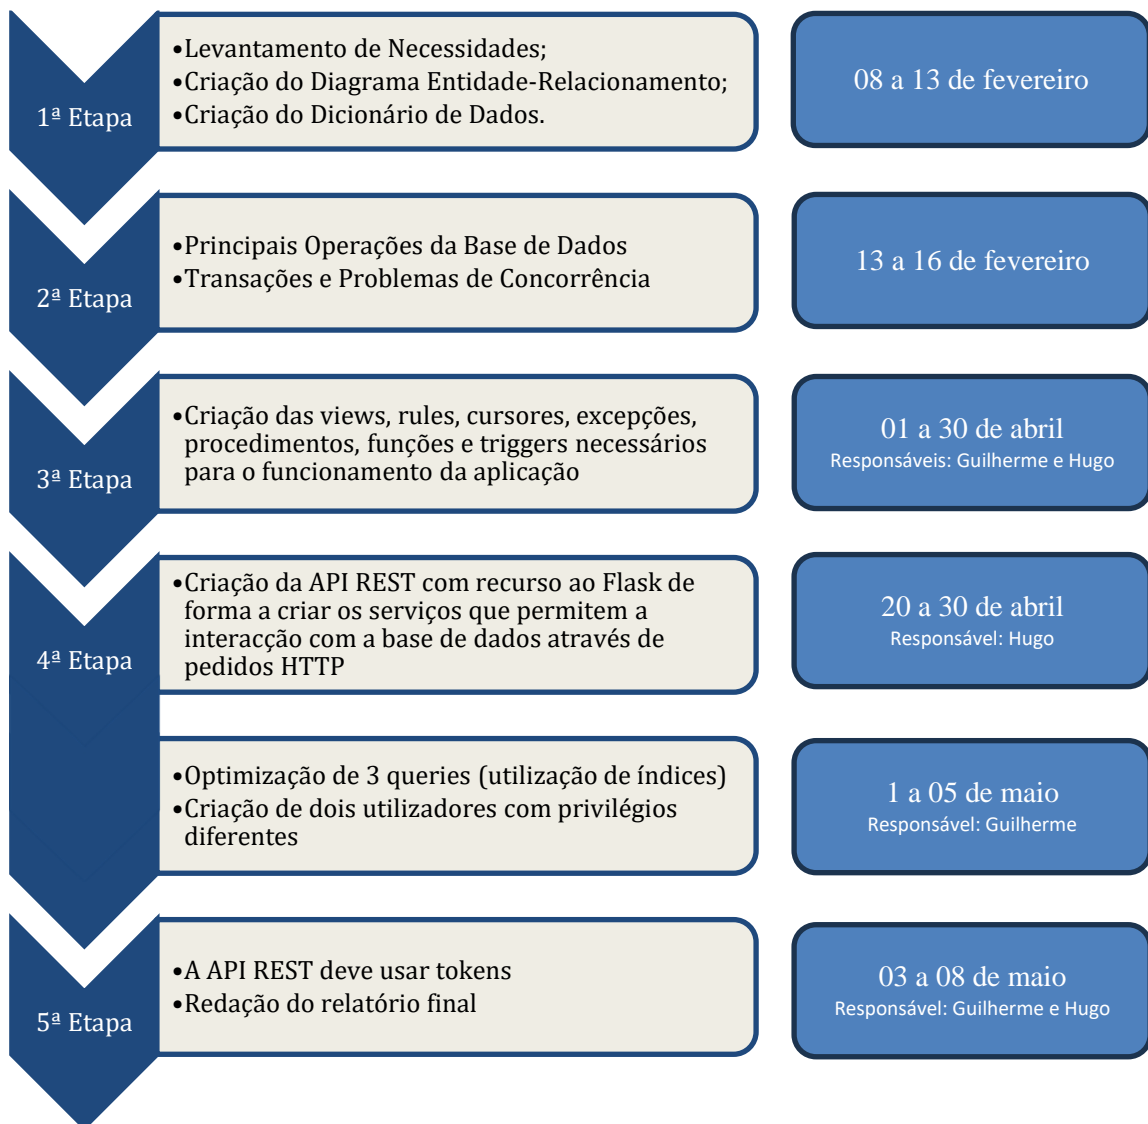 1ª Etapa
•Levantamento de Necessidades;
•Criação do Diagrama Entidade-Relacionamento;
•Criação do Dicionário de Dados.
08 a 13 de fevereiro
2ª Etapa
•Principais Operações da Base de Dados
•Transações e Problemas de Concorrência
13 a 16 de fevereiro
3ª Etapa
•Criação das views, rules, cursores, excepções,
procedimentos, funções e triggers necessários
para o funcionamento da aplicação
01 a 30 de abril
Responsáveis: Guilherme e Hugo
4ª Etapa
•Criação da API REST com recurso ao Flask de
forma a criar os serviços que permitem a
interacção com a base de dados através de
pedidos HTTP
20 a 30 de abril
Responsável: Hugo
•Optimização de 3 queries (utilização de índices)
•Criação de dois utilizadores com privilégios
diferentes
1 a 05 de maio
Responsável: Guilherme
5ª Etapa
•A API REST deve usar tokens
•Redação do relatório final
03 a 08 de maio
Responsável: Guilherme e Hugo